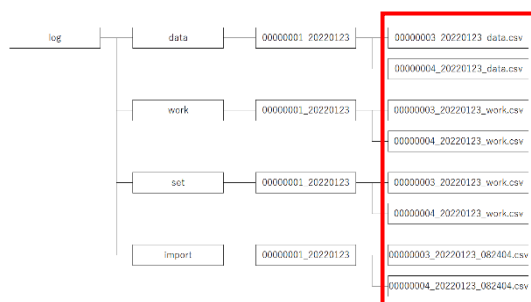 log data 00000001_20220123 00000003_20220123_data.csv
00000004_20220123_data.csv
work 00000001_20220123 00000003_20220123_work.csv
00000004_20220123_work.csv
set 00000001_20220123 00000003_20220123_work.csv
00000004_20220123_work.csv
Import 00000001_20220123 00000003_20220123_082404.csv
00000004_20220123_082404.csv